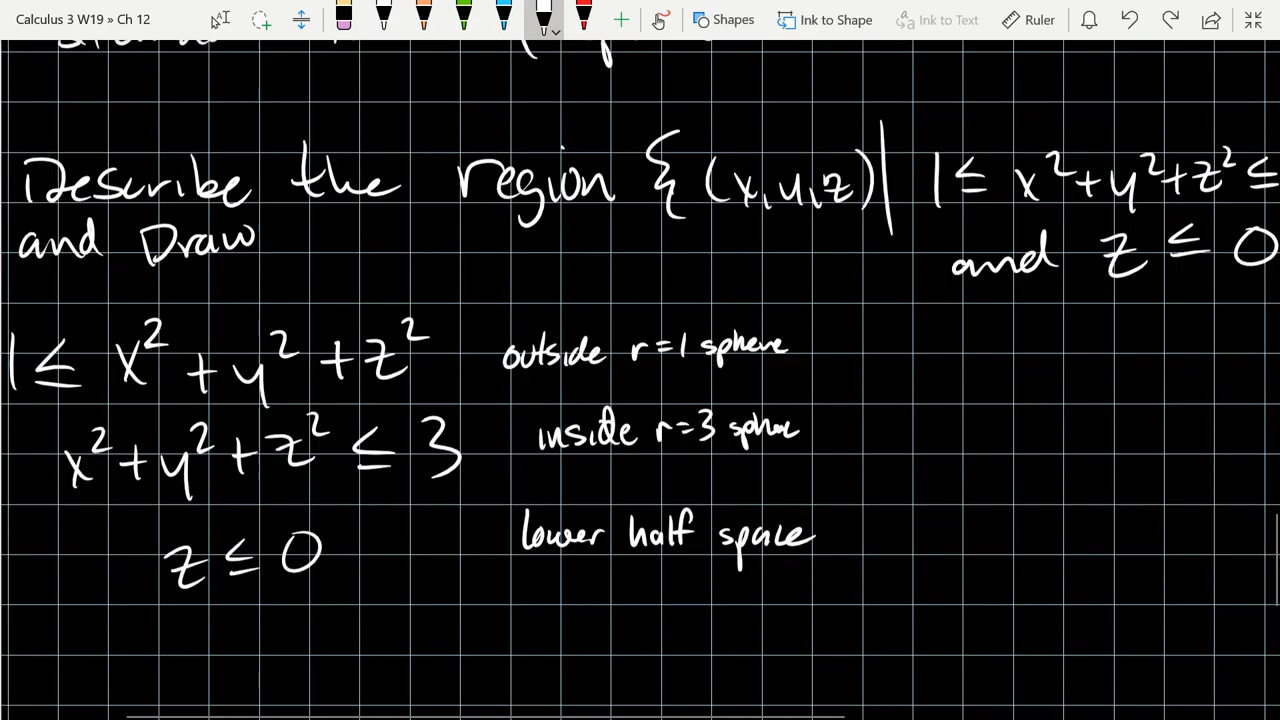 Calculus 3 W19 » Ch 12
Shapes
Ink to Shape
Ink to Text
Ruler
Describe the region {(x,y,z)| 1 ≤ x²+y²+z² ≤
and Draw
and z ≤ 0
1 ≤ x² + y² + z² outside r=1 sphere
x²+y²+z² ≤ 3 inside r=3 sphere
z ≤ 0 lower half space